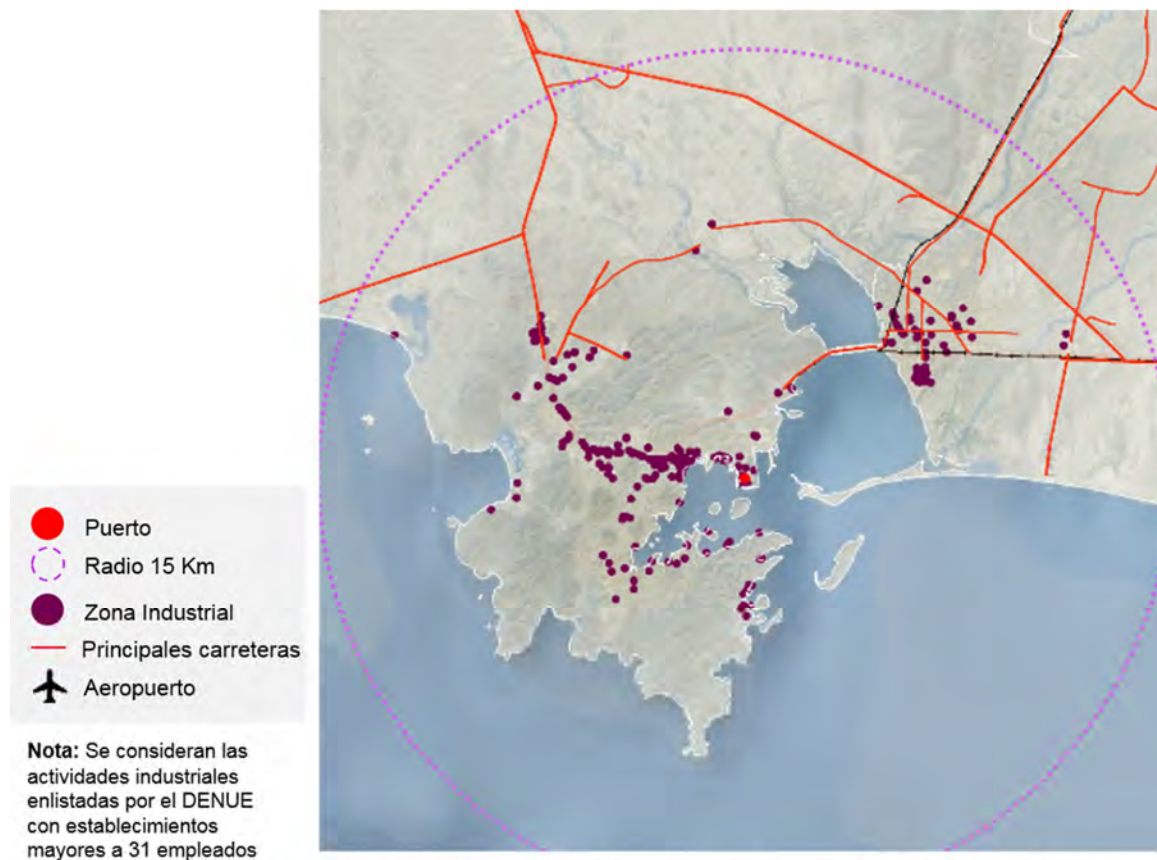 Puerto
Radio 15 Km
Zona Industrial
Principales carreteras
Aeropuerto
Nota: Se consideran las
actividades industriales
enlistadas por el DENUE
con establecimientos
mayores a 31 empleados